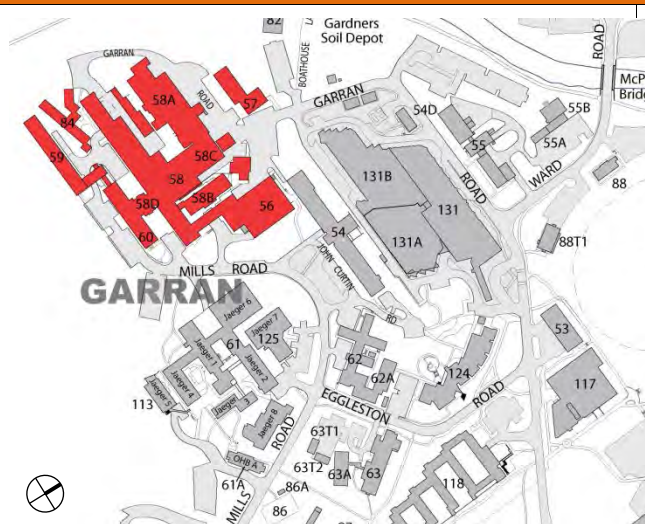 82
Gardners
Soil Depot
BOATHOUSE
ROAD
GARRAN
ROAD
McP
Bridg
58A
57
GARRAN
54D
55B
84
55
55A
59
58C
131B
ROAD
WARD
88
58
58B
56
131
58D
54
131A
88T1
60
JOHN CURTIN
RD
MILLS ROAD
GARRAN
Jaeger 6
Jaeger 7
53
61
125
Jaeger 1
62
Jaeger 2
62A
124
117
Jaeger 4
Jaeger 5
113
Jaeger
3
EGGLESTON
ROAD
Jaeger 8
ROAD
63T1
OHB A
63T2
63A
63
118
61A
86A
MILLS
86